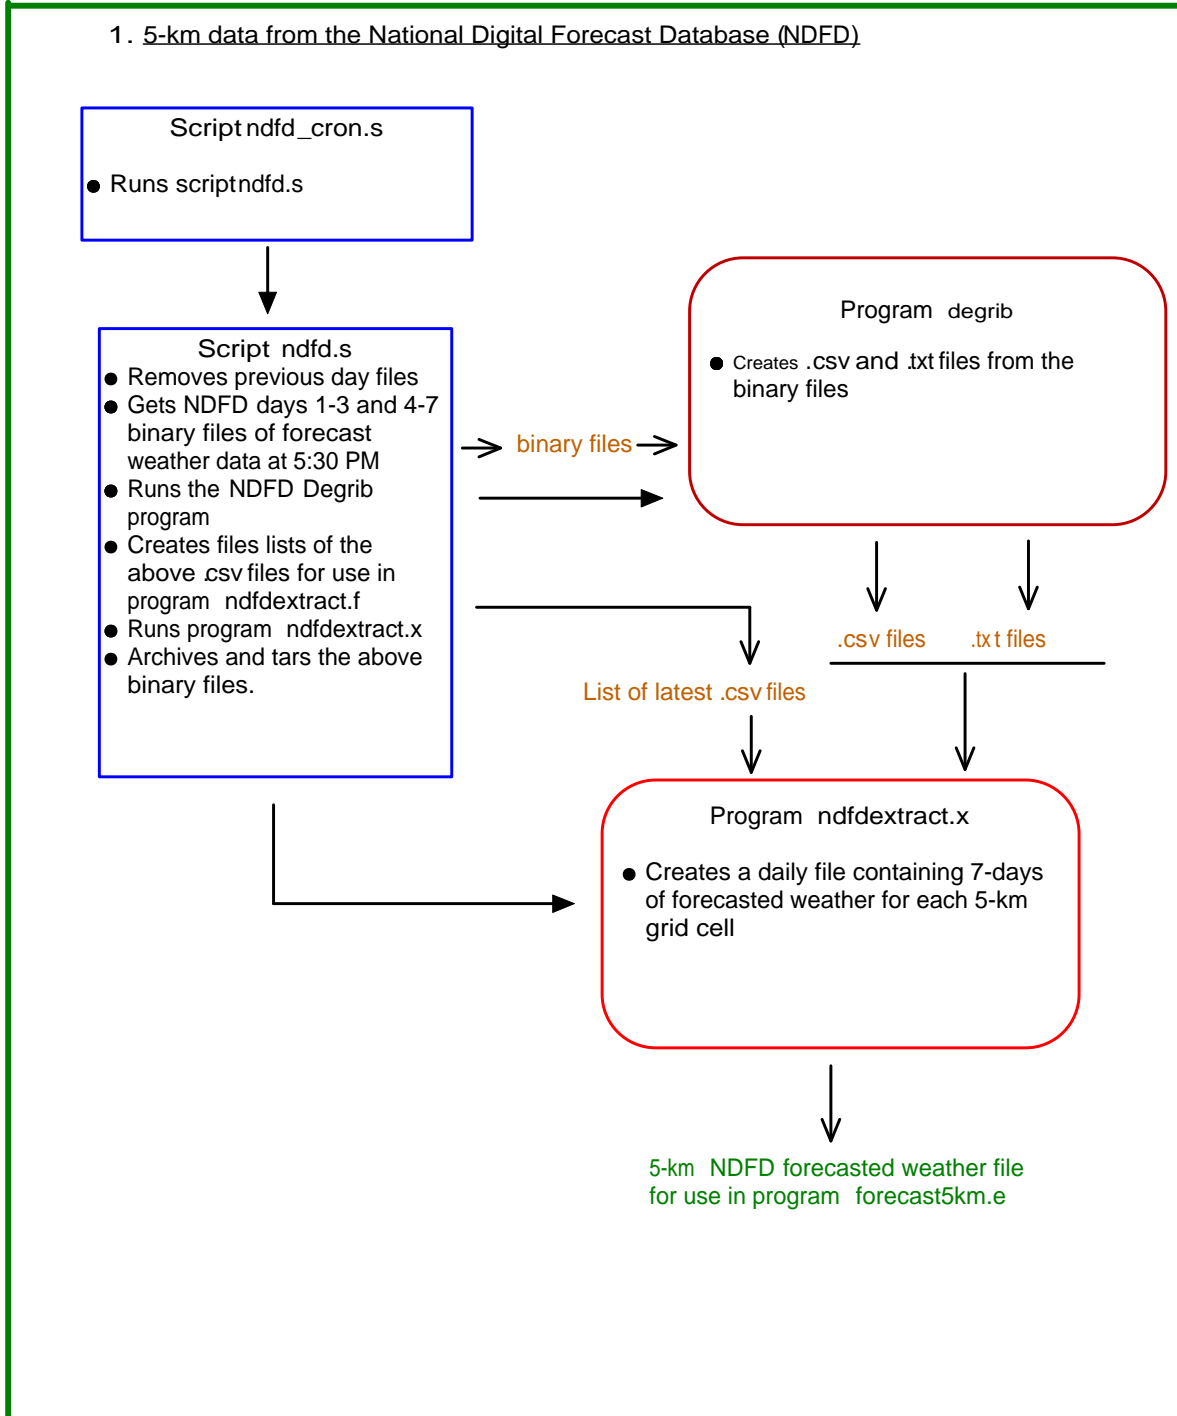 1. 5-km data from the National Digital Forecast Database (NDFD)
Script ndfd_cron.s
● Runs script ndfd.s
Script ndfd.s
● Removes previous day files
● Gets NDFD days 1-3 and 4-7
binary files of forecast
weather data at 5:30 PM
● Runs the NDFD Degrib
program
● Creates files lists of the
above .csv files for use in
program ndfdextract.f
● Runs program ndfdextract.x
● Archives and tars the above
binary files.
binary files
Program degrib
● Creates .csv and .txt files from the
binary files
.csv files .txt files
List of latest .csv files
Program ndfdextract.x
● Creates a daily file containing 7-days
of forecasted weather for each 5-km
grid cell
5-km NDFD forecasted weather file
for use in program forecast5km.e